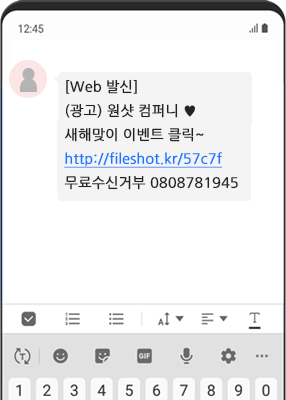 12:45
[Web 발신]
(광고) 원샷 컴퍼니 ♥
새해맞이 이벤트 클릭~
http://fileshot.kr/57c7f
무료수신거부 0808781945
T
T
GIF
1 2 3 4 5 6 7 8 9 0